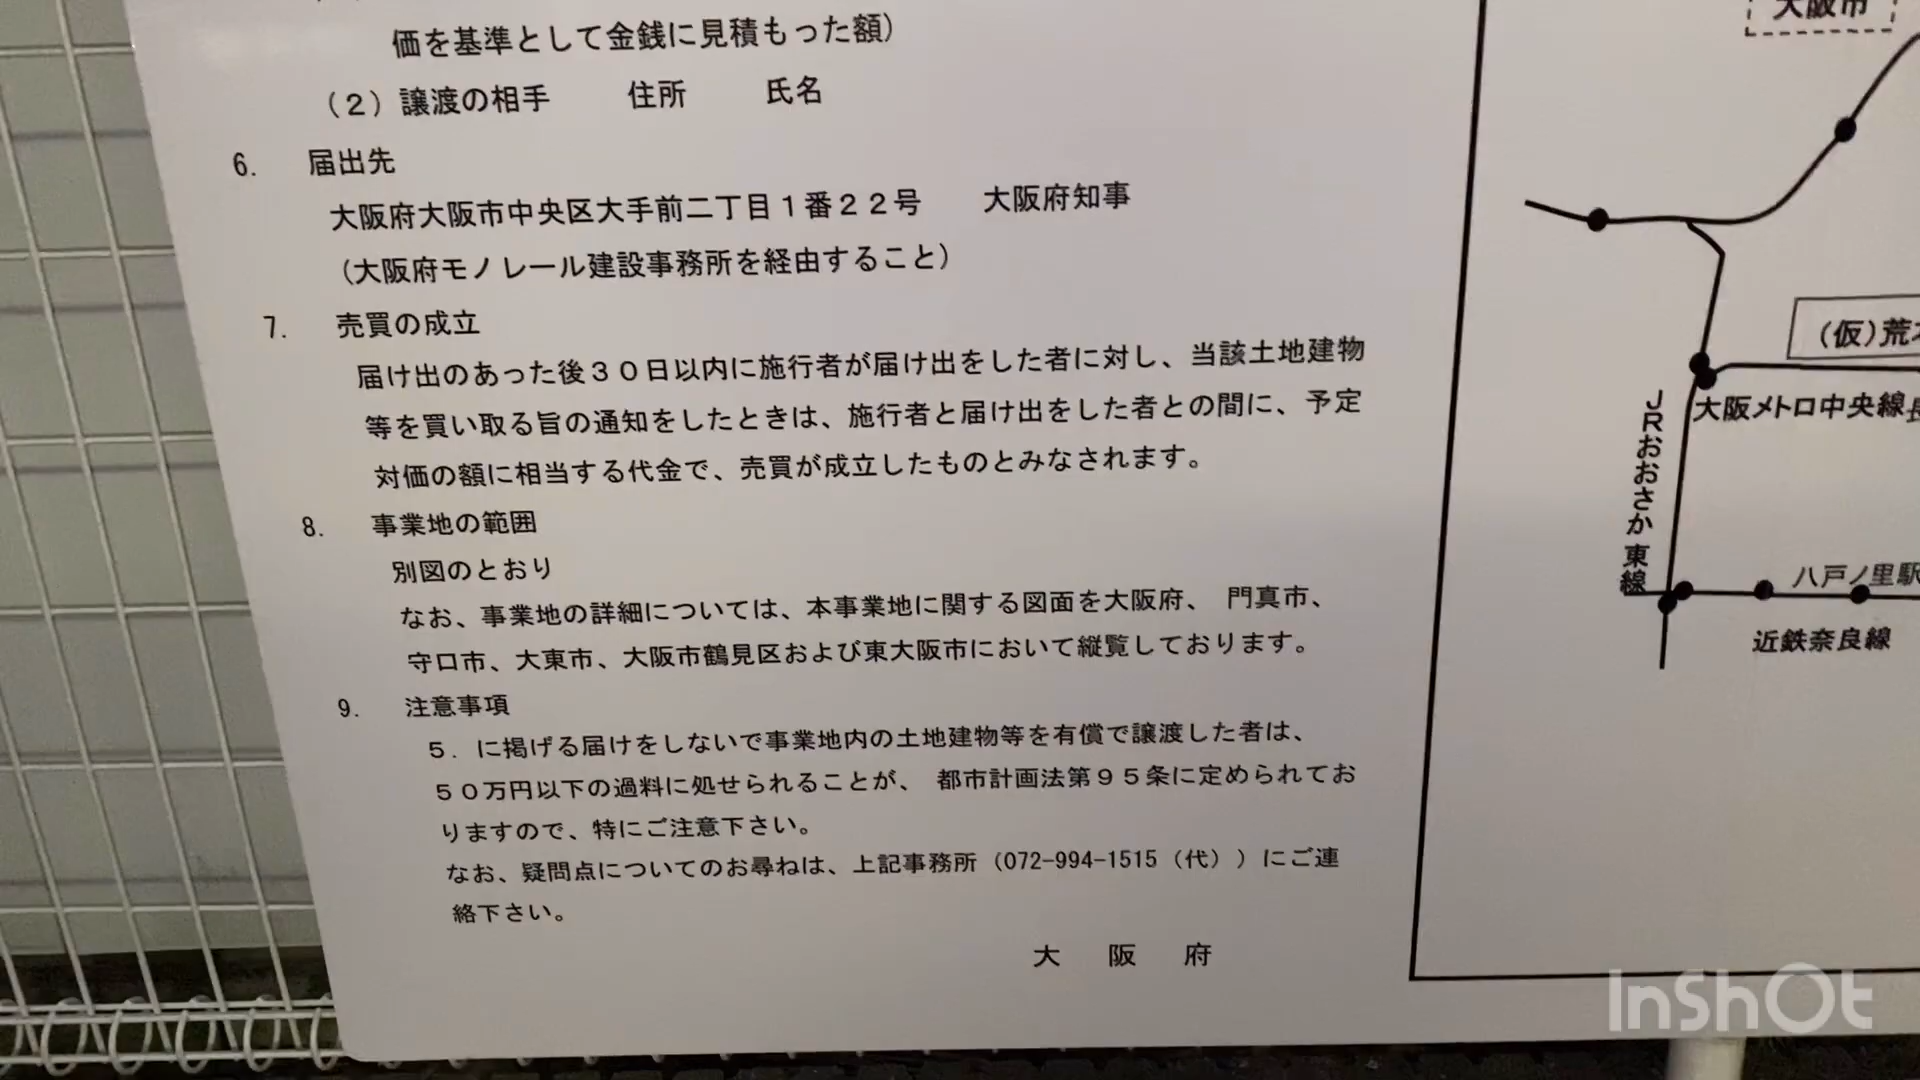 価を基準として金銭に見積もった額）
（２）譲渡の相手　住所　氏名
6.　届出先
大阪府大阪市中央区大手前二丁目１番２２号　大阪府知事
（大阪府モノレール建設事務所を経由すること）
7.　売買の成立
届け出のあった後３０日以内に施行者が届け出をした者に対し、当該土地建物
等を買い取る旨の通知をしたときは、施行者と届け出をした者との間に、予定
対価の額に相当する代金で、売買が成立したものとみなされます。
8.　事業地の範囲
別図のとおり
なお、事業地の詳細については、本事業地に関する図面を大阪府、 門真市、
守口市、大東市、大阪市鶴見区および東大阪市において縦覧しております。
9.　注意事項
５．に掲げる届けをしないで事業地内の土地建物等を有償で譲渡した者は、
５０万円以下の過料に処せられることが、 都市計画法第９５条に定められてお
りますので、特にご注意下さい。
なお、疑問点についてのお尋ねは、上記事務所（072-994-1515（代））にご連
絡下さい。
大　阪　府
大阪市
（仮）荒
大阪メトロ中央線
ＪＲおおさか東線
八戸ノ里駅
近鉄奈良線
InShOt